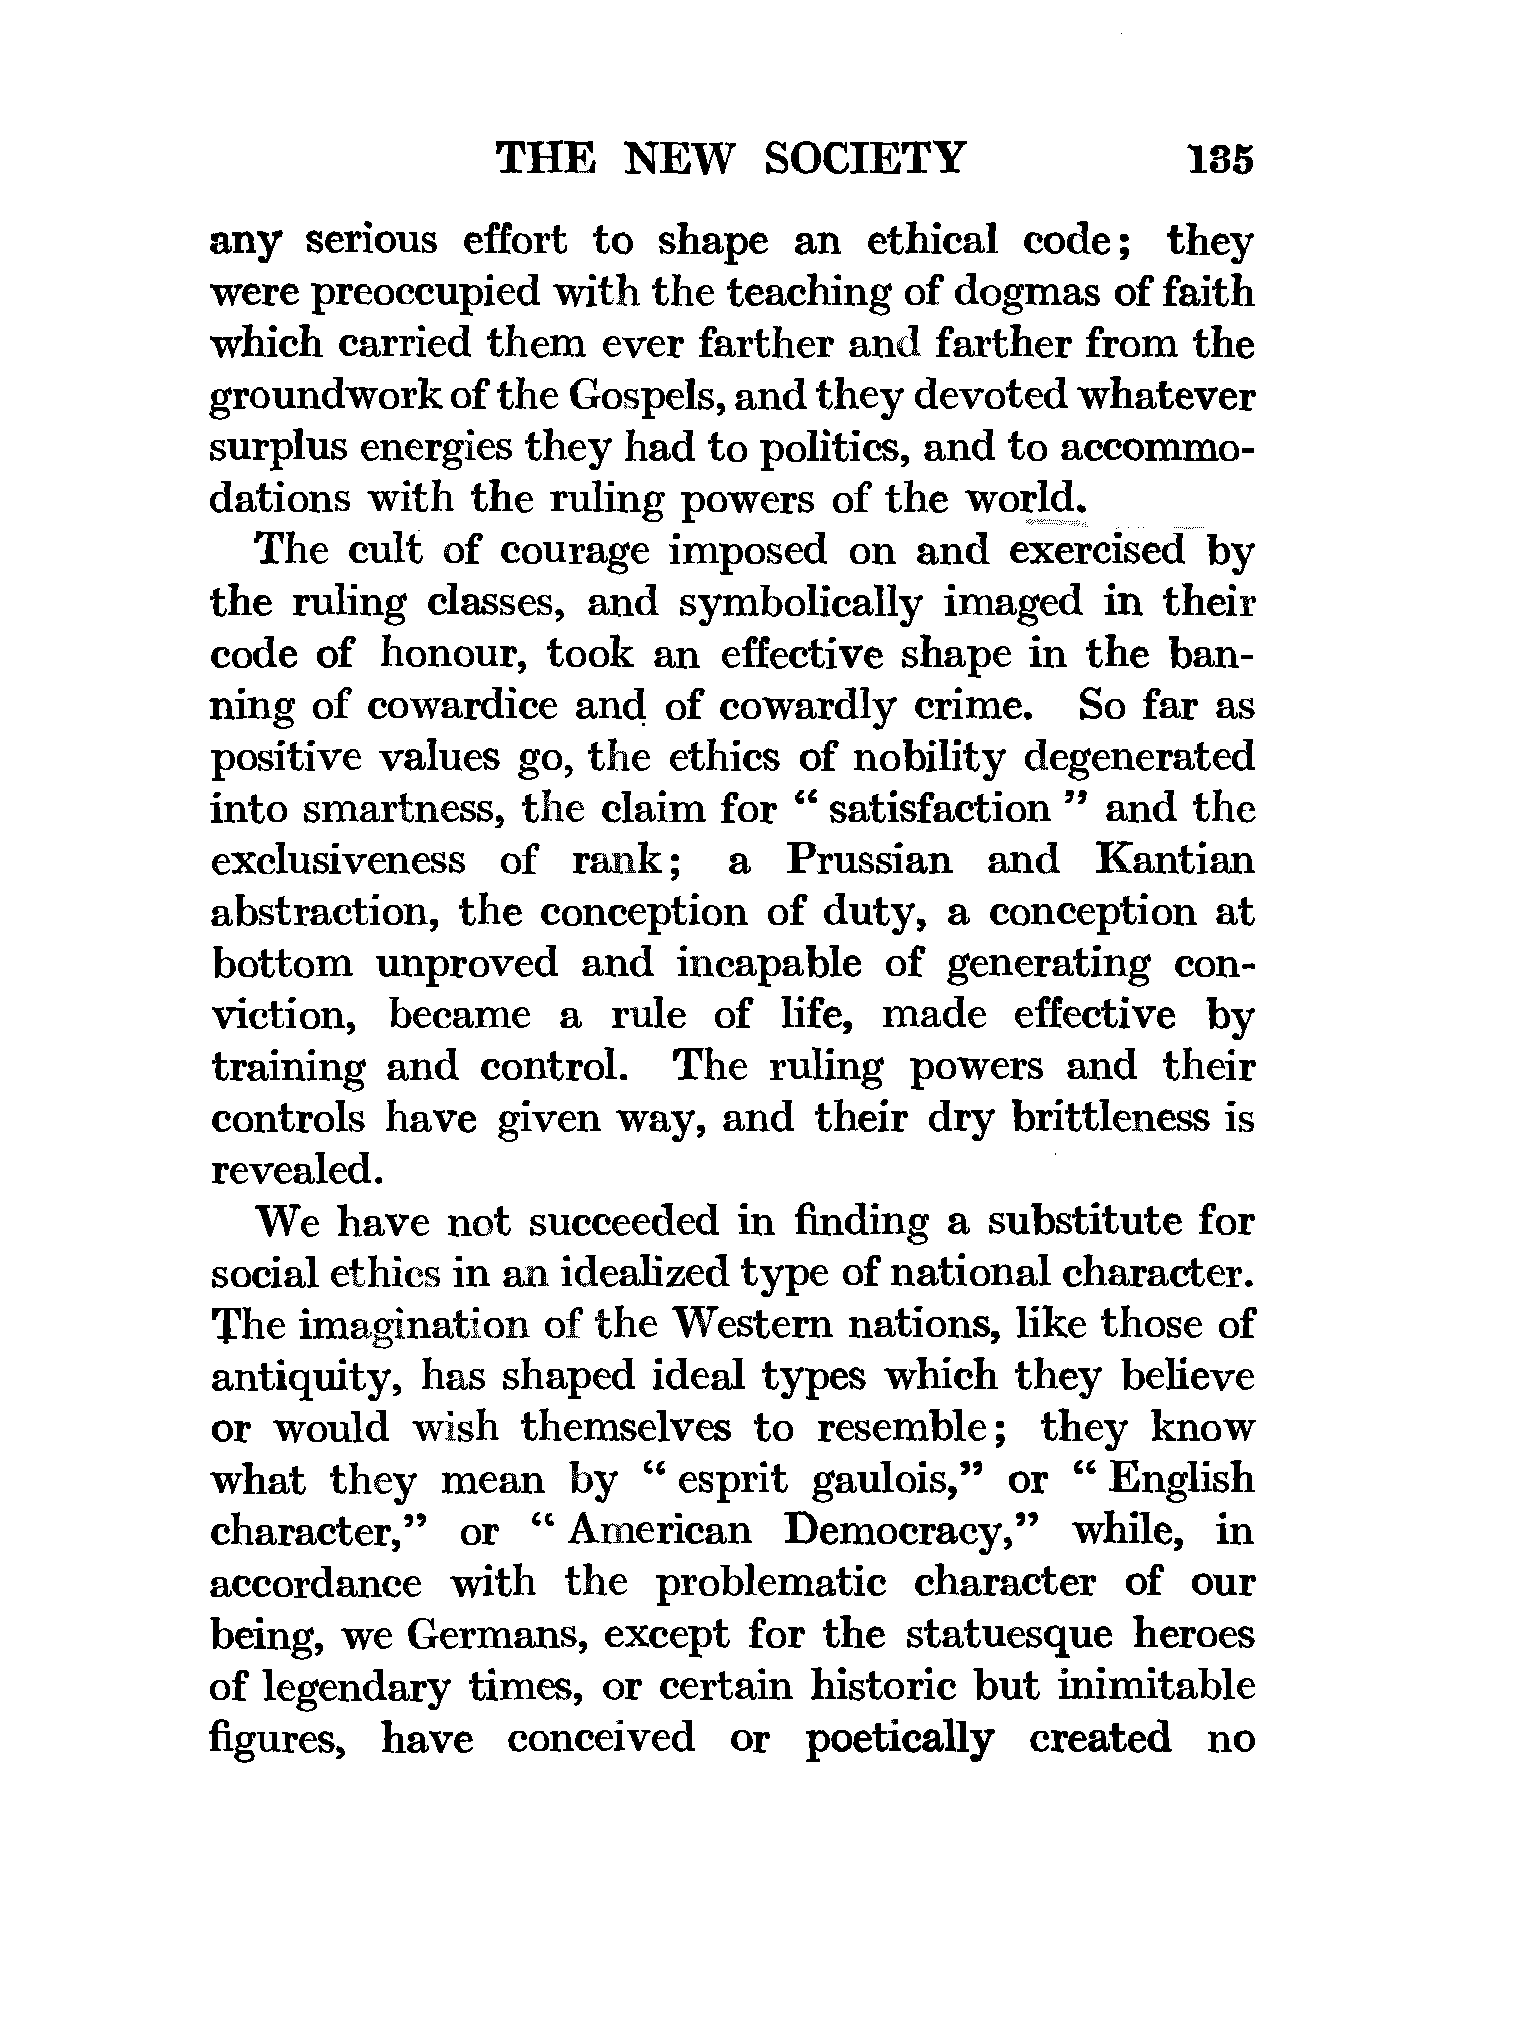 THE NEW SOCIETY 135
any serious effort to shape an ethical code; they
were preoccupied with the teaching of dogmas of faith
which carried them ever farther and farther from the
groundwork of the Gospels, and they devoted whatever
surplus energies they had to politics, and to accommo-
dations with the ruling powers of the world.
The cult of courage imposed on and exercised by
the ruling classes, and symbolically imaged in their
code of honour, took an effective shape in the ban-
ning of cowardice and of cowardly crime. So far as
positive values go, the ethics of nobility degenerated
into smartness, the claim for “ satisfaction ” and the
exclusiveness of rank; a Prussian and Kantian
abstraction, the conception of duty, a conception at
bottom unproved and incapable of generating con-
viction, became a rule of life, made effective by
training and control. The ruling powers and their
controls have given way, and their dry brittleness is
revealed.
We have not succeeded in finding a substitute for
social ethics in an idealized type of national character.
The imagination of the Western nations, like those of
antiquity, has shaped ideal types which they believe
or would wish themselves to resemble; they know
what they mean by “ esprit gaulois,” or “ English
character,” or “ American Democracy,” while, in
accordance with the problematic character of our
being, we Germans, except for the statuesque heroes
of legendary times, or certain historic but inimitable
figures, have conceived or poetically created no